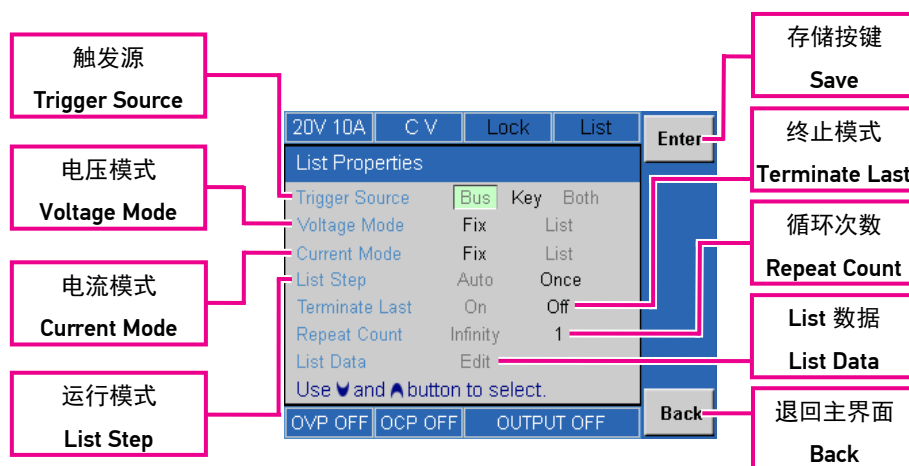 触发源
Trigger Source
电压模式
Voltage Mode
电流模式
Current Mode
运行模式
List Step
20V 10A CV Lock List
List Properties
Trigger Source Bus Key Both
Voltage Mode Fix List
Current Mode Fix List
List Step Auto Once
Terminate Last On Off
Repeat Count Infinity 1
List Data Edit
Use and button to select.
OVP OFF OCP OFF OUTPUT OFF
Enter
Back
存储按键
Save
终止模式
Terminate Last
循环次数
Repeat Count
List 数据
List Data
退回主界面
Back